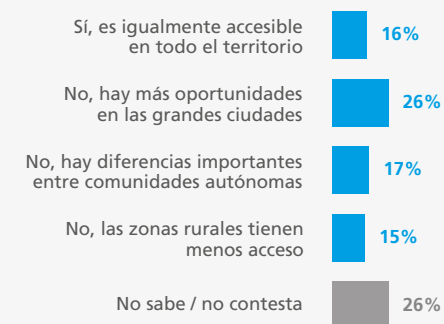 Sí, es igualmente accesible
en todo el territorio
16%
No, hay más oportunidades
en las grandes ciudades
26%
No, hay diferencias importantes
entre comunidades autónomas
17%
No, las zonas rurales tienen
menos acceso
15%
No sabe / no contesta
26%